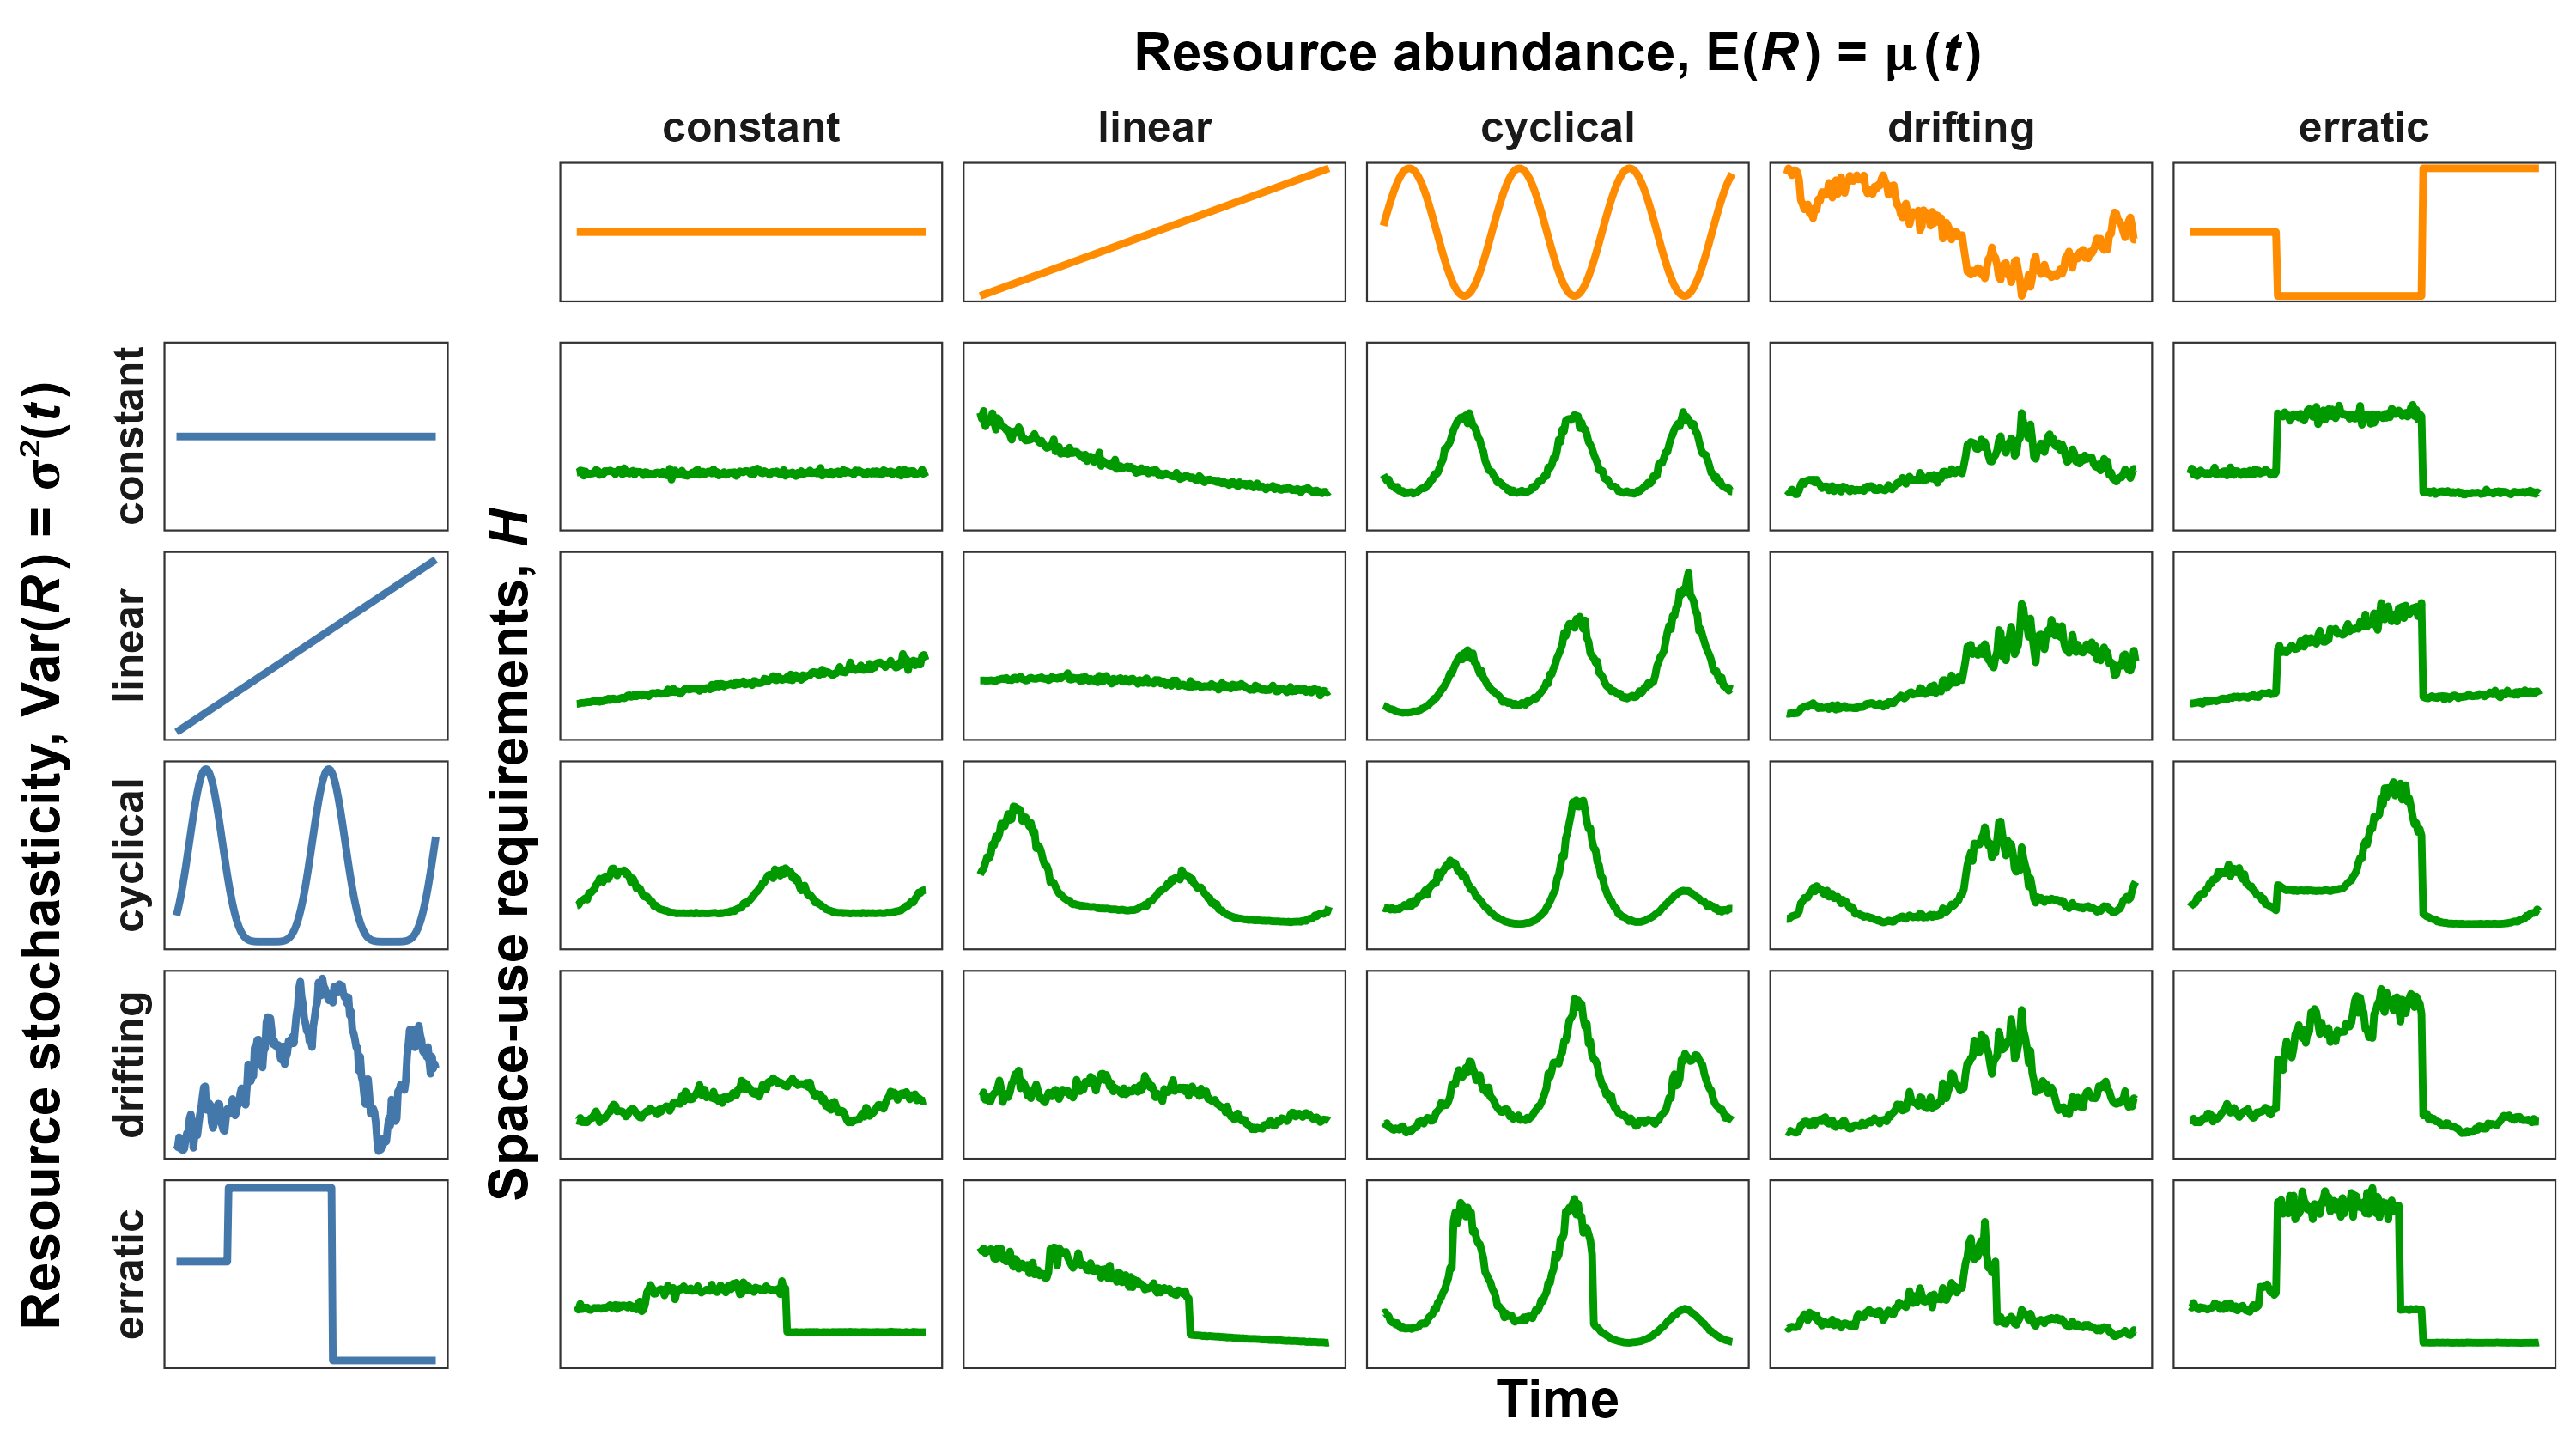 Resource abundance, E(R) = μ(t)
constant
linear
cyclical
drifting
erratic
Resource stochasticity, Var(R) = σ²(t)
constant
linear
cyclical
drifting
erratic
Space-use requirements, H
Time